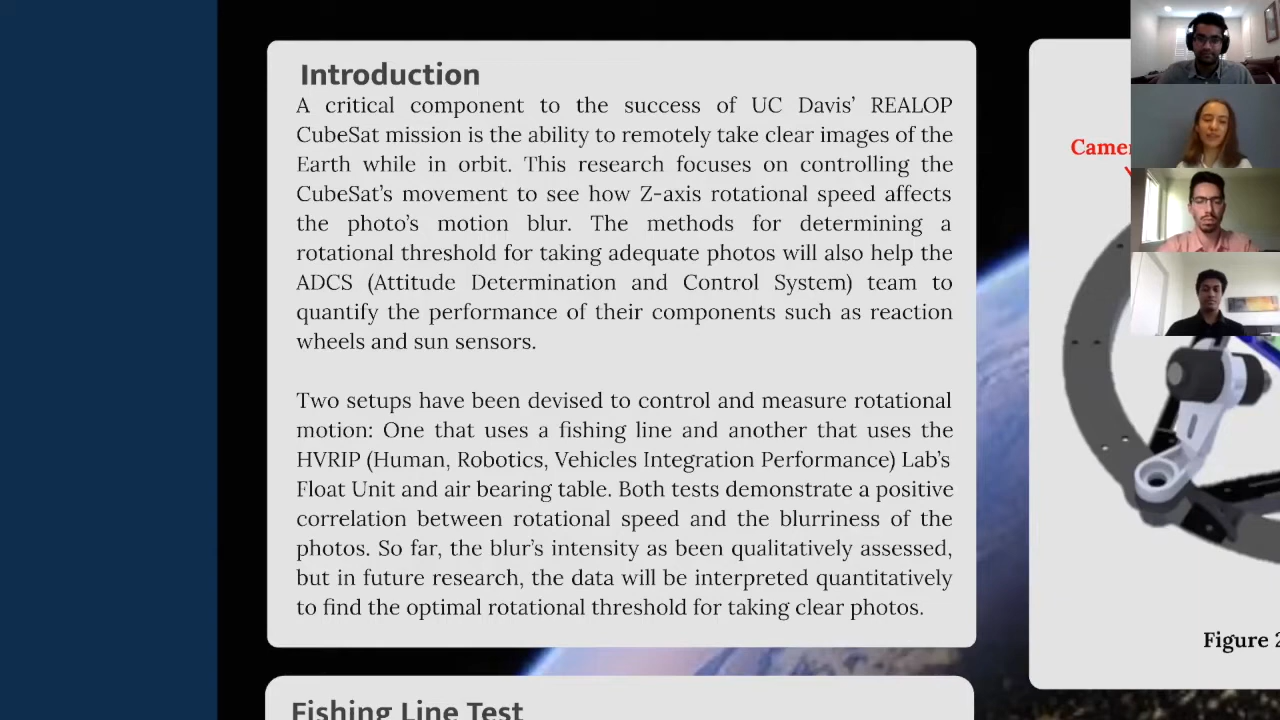 Introduction
A critical component to the success of UC Davis’ REALOP
CubeSat mission is the ability to remotely take clear images of the
Earth while in orbit. This research focuses on controlling the
CubeSat’s movement to see how Z-axis rotational speed affects
the photo’s motion blur. The methods for determining a
rotational threshold for taking adequate photos will also help the
ADCS (Attitude Determination and Control System) team to
quantify the performance of their components such as reaction
wheels and sun sensors.
Two setups have been devised to control and measure rotational
motion: One that uses a fishing line and another that uses the
HVRIP (Human, Robotics, Vehicles Integration Performance) Lab’s
Float Unit and air bearing table. Both tests demonstrate a positive
correlation between rotational speed and the blurriness of the
photos. So far, the blur’s intensity as been qualitatively assessed,
but in future research, the data will be interpreted quantitatively
to find the optimal rotational threshold for taking clear photos.
Fishing Line Test
Came
Figure 2